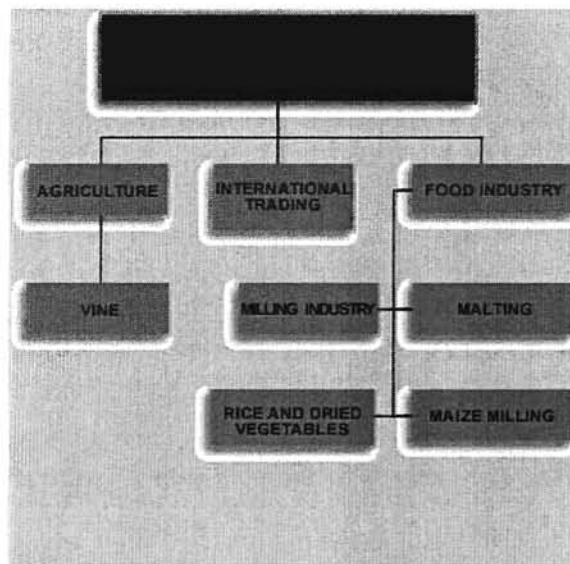 AGRICULTURE
INTERNATIONAL
TRADING
FOOD INDUSTRY
VINE
MILLING INDUSTRY
MALTING
RICE AND DRIED
VEGETABLES
MAIZE MILLING